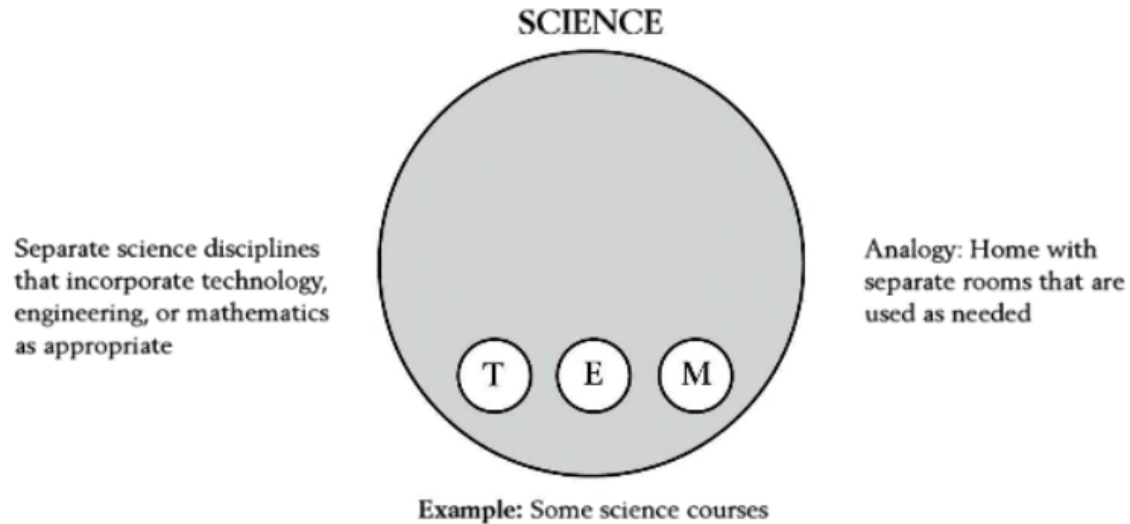 SCIENCE
Separate science disciplines
that incorporate technology,
engineering, or mathematics
as appropriate
Analogy: Home with
separate rooms that are
used as needed
T E M
Example: Some science courses